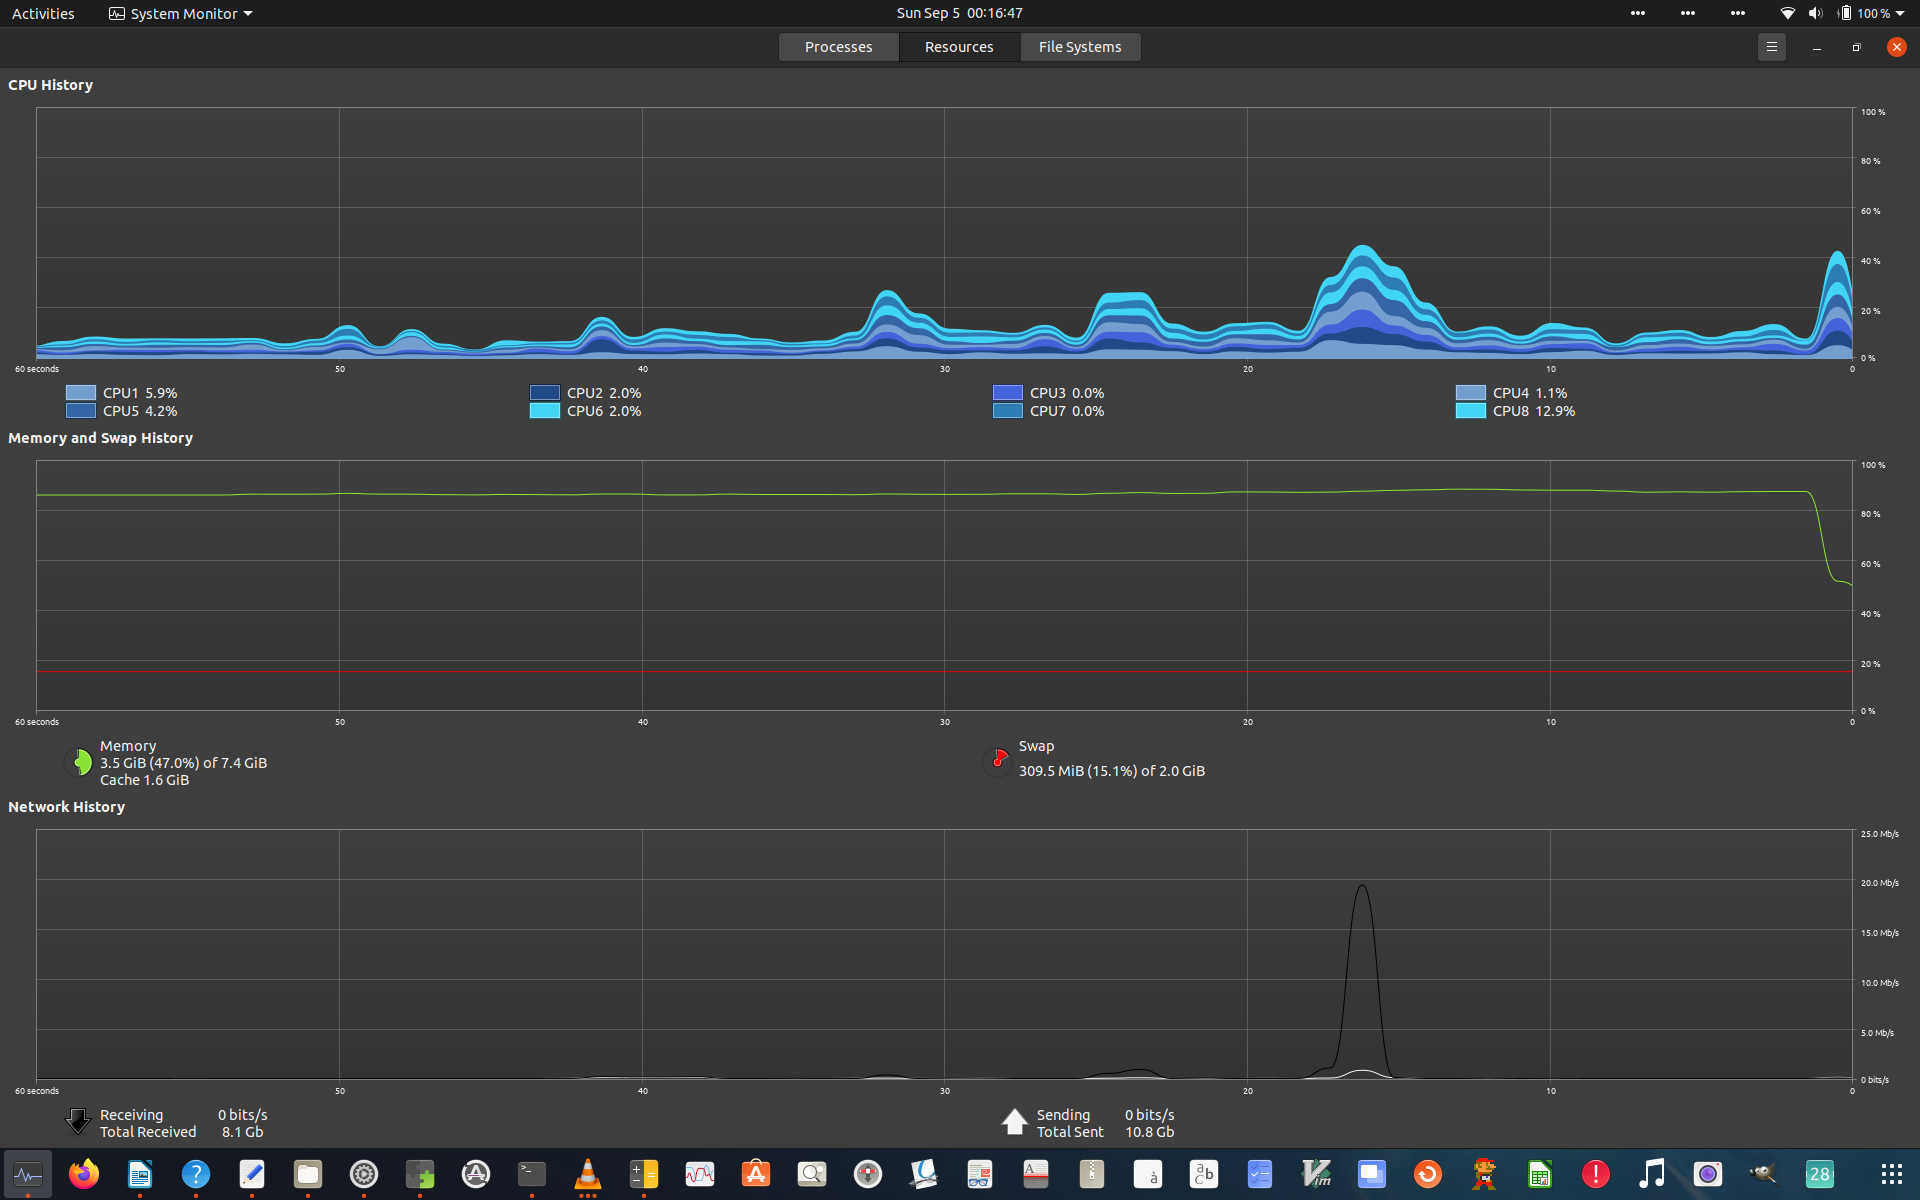 Activities System Monitor Sun Sep 5 00:16:47 100 %
Processes Resources File Systems
CPU History
100 %
80 %
60 %
40 %
20 %
0 %
60 seconds 50 40 30 20 10 0
CPU1 5.9% CPU2 2.0% CPU3 0.0% CPU4 1.1%
CPU5 4.2% CPU6 2.0% CPU7 0.0% CPU8 12.9%
Memory and Swap History
100 %
80 %
60 %
40 %
20 %
0 %
60 seconds 50 40 30 20 10 0
Memory
3.5 GiB (47.0%) of 7.4 GiB
Cache 1.6 GiB
Swap
309.5 MiB (15.1%) of 2.0 GiB
Network History
25.0 Mb/s
20.0 Mb/s
15.0 Mb/s
10.0 Mb/s
5.0 Mb/s
0 bits/s
60 seconds 50 40 30 20 10 0
Receiving 0 bits/s Sending 0 bits/s
Total Received 8.1 Gb Total Sent 10.8 Gb
? >_ A à a b c Vim ! 28